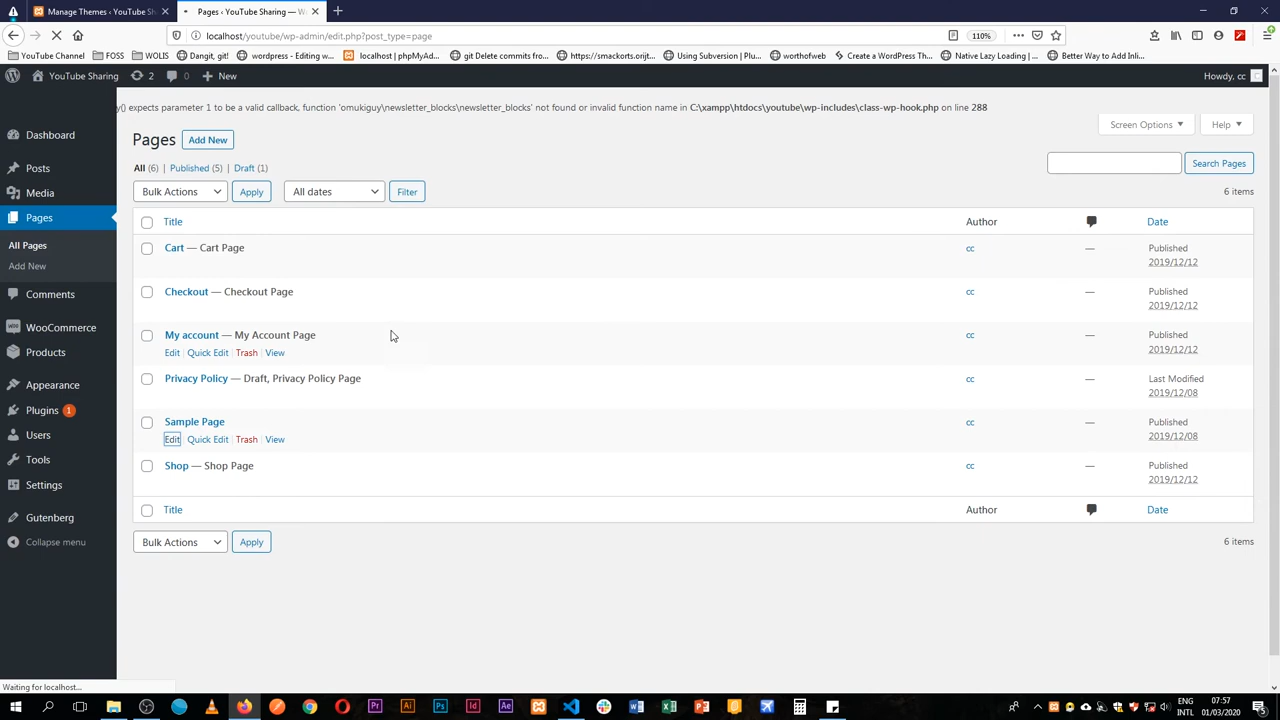 Manage Themes ‹ YouTube Sh
Pages ‹ YouTube Sharing — W
localhost/youtube/wp-admin/edit.php?post_type=page
110%
YouTube Channel
FOSS
WOLIS
Dangit, git!
wordpress - Editing m
localhost | phpMyAd...
git Delete commits fro...
https://smackorts.orijt...
Using Subversion | Pl...
worthofweb
Create a WordPress Th...
Native Lazy Loading | ...
Better Way to Add Inl...
YouTube Sharing
2
0
New
Howdy, cc
y() expects parameter 1 to be a valid callback, function 'omukiguy\newsletter_blocks\newsletter_blocks' not found or invalid function name in C:\xampp\htdocs\youtube\wp-includes\class-wp-hook.php on line 288
Screen Options
Help
Pages
Add New
All (6) | Published (5) | Draft (1)
Search Pages
Bulk Actions
Apply
All dates
Filter
6 items
Title
Author
Date
Cart — Cart Page
cc
—
Published
2019/12/12
Checkout — Checkout Page
cc
—
Published
2019/12/12
My account — My Account Page
Edit | Quick Edit | Trash | View
cc
—
Published
2019/12/12
Privacy Policy — Draft, Privacy Policy Page
cc
—
Last Modified
2019/12/08
Sample Page
Edit | Quick Edit | Trash | View
cc
—
Published
2019/12/08
Shop — Shop Page
cc
—
Published
2019/12/12
Title
Author
Date
Bulk Actions
Apply
6 items
Dashboard
Posts
Media
Pages
All Pages
Add New
Comments
WooCommerce
Products
Appearance
Plugins 1
Users
Tools
Settings
Gutenberg
Collapse menu
Waiting for localhost...
Pr
Ai
Ps
Id
Ae
ENG
INTL
07:57
01/03/2020